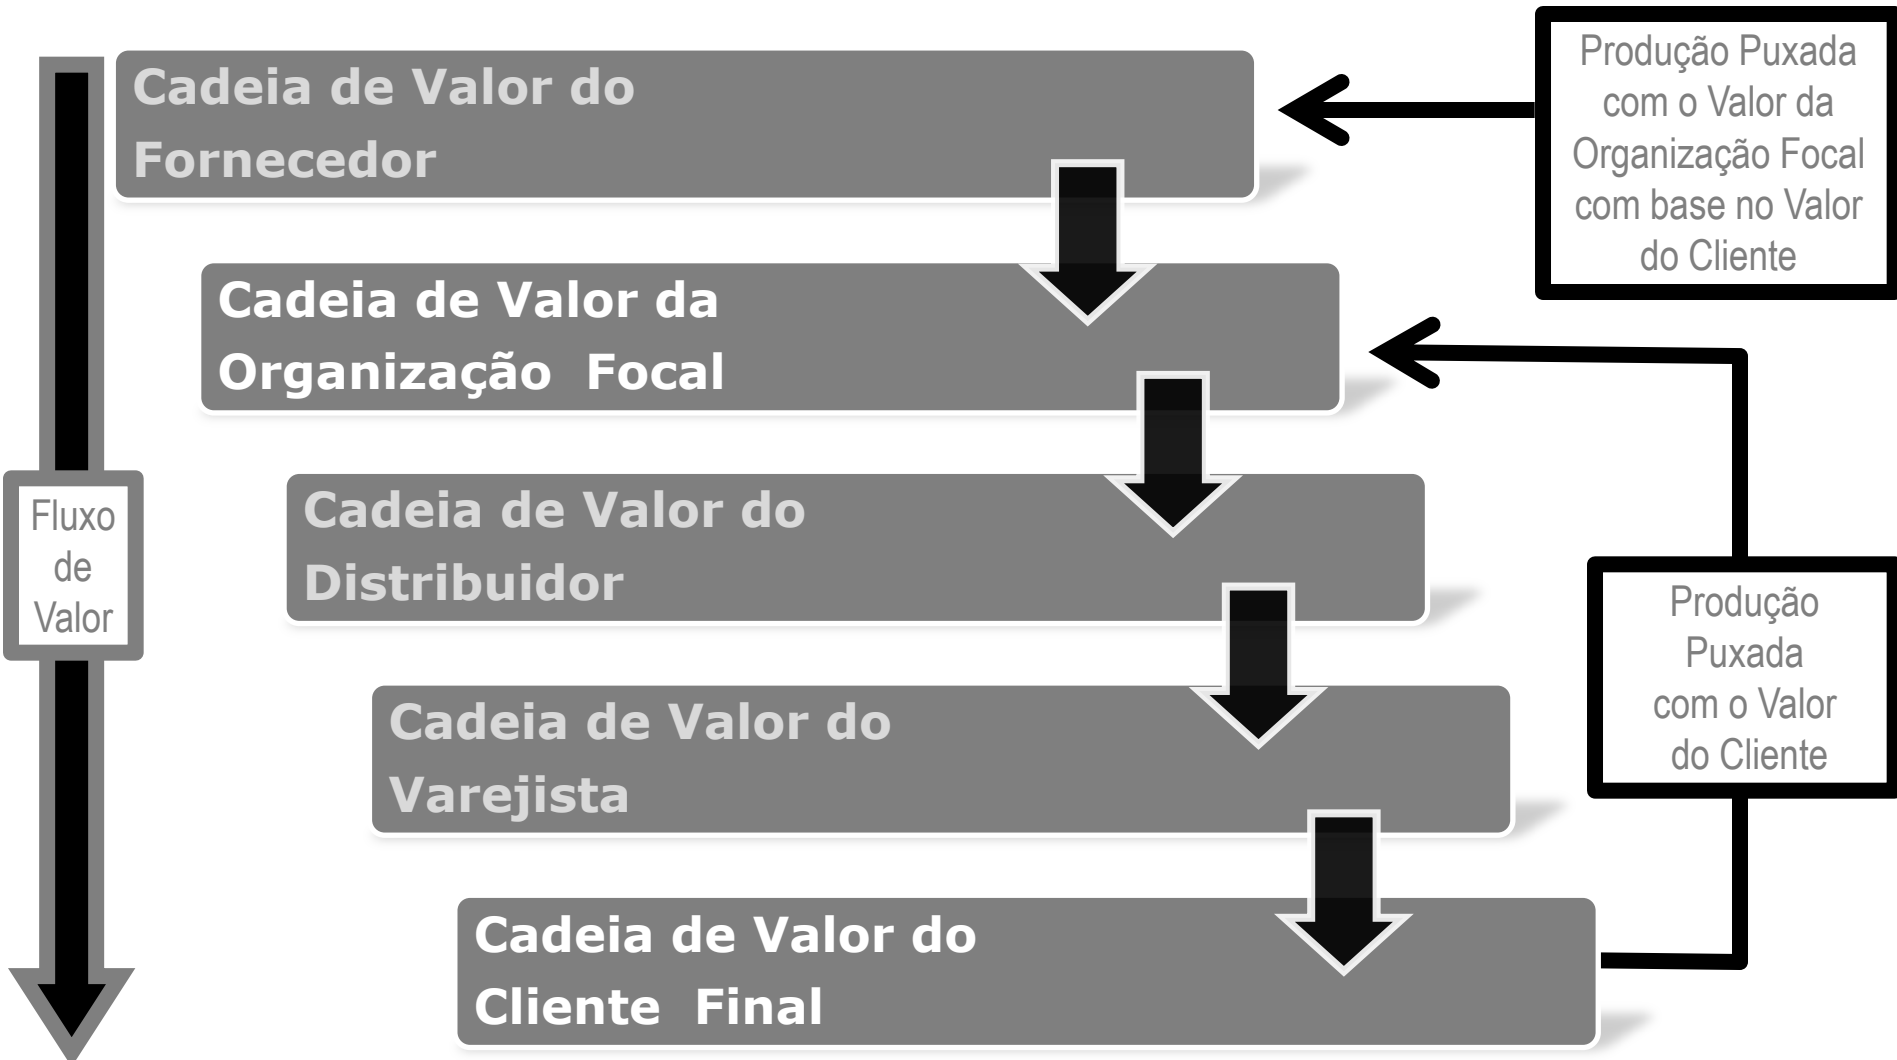 Cadeia de Valor do
Fornecedor
Produção Puxada
com o Valor da
Organização Focal
com base no Valor
do Cliente
Cadeia de Valor da
Organização  Focal
Cadeia de Valor do
Distribuidor
Fluxo
de
Valor
Produção
Puxada
com o Valor
do Cliente
Cadeia de Valor do
Varejista
Cadeia de Valor do
Cliente  Final